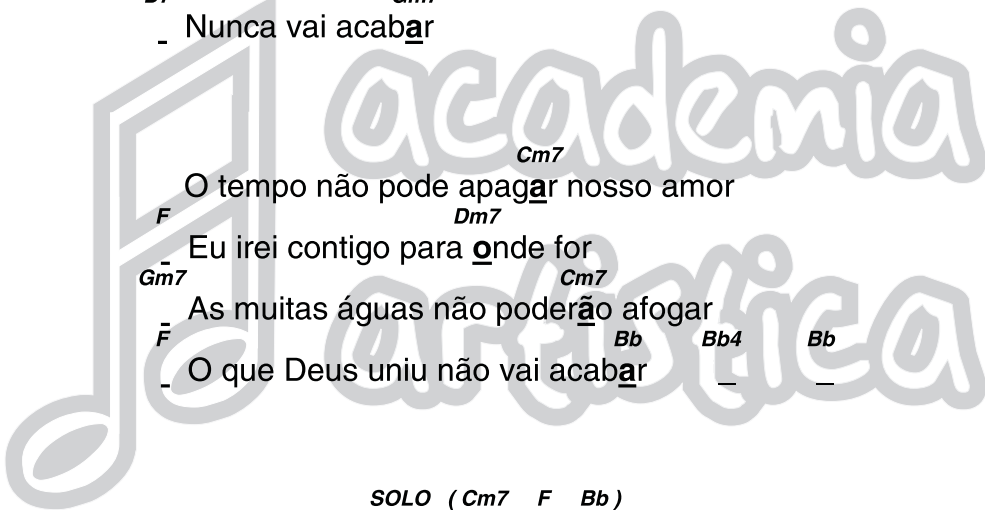 Nunca vai acabar
academia
Cm7
O tempo não pode apagar nosso amor
F Dm7
_ Eu irei contigo para onde for
Gm7 Cm7
_ As muitas águas não poderão afogar
artistica
F Bb Bb4 Bb
_ O que Deus uniu não vai acabar _ _
SOLO ( Cm7 F Bb )